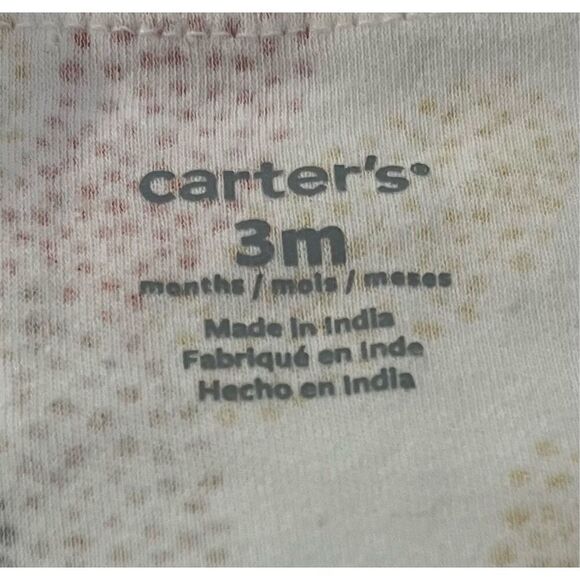 carter's®
3m
months / mois / meses
Made in India
Fabriqué en Inde
Hecho en India